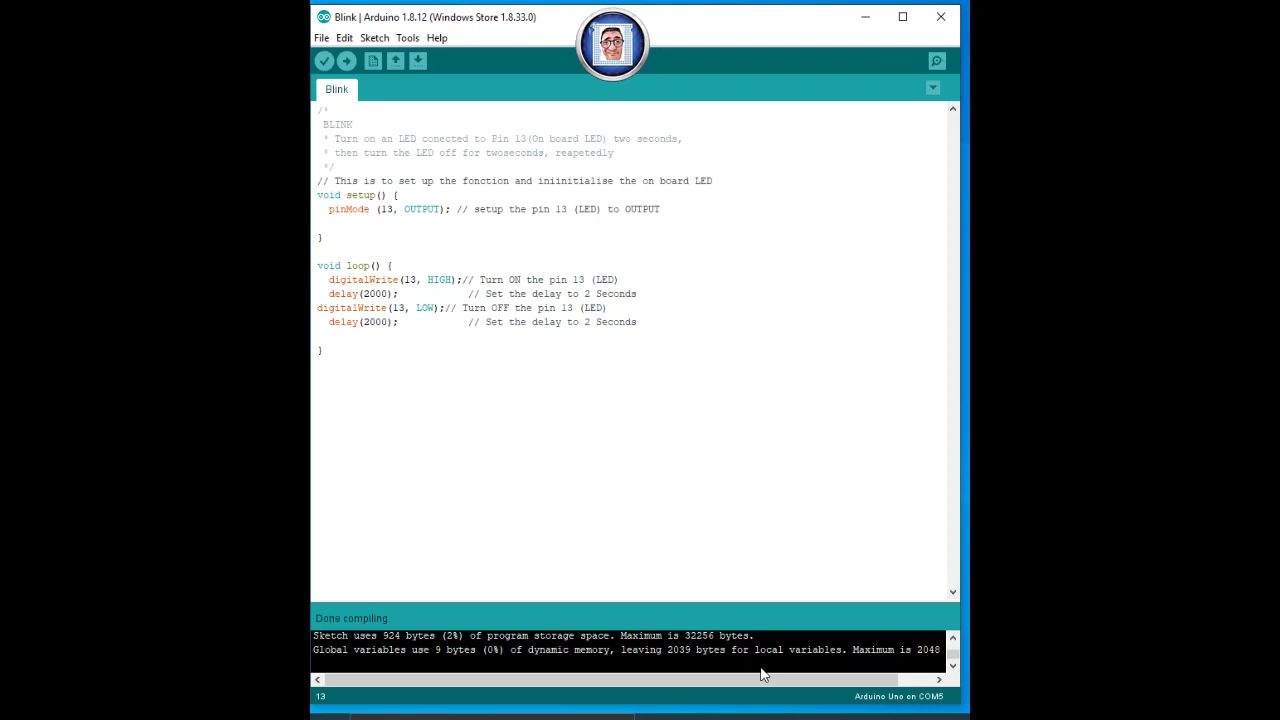 Blink | Arduino 1.8.12 (Windows Store 1.8.33.0)
File Edit Sketch Tools Help
Blink
/*
BLINK
* Turn on an LED conected to Pin 13(On board LED) two seconds,
* then turn the LED off for twoseconds, reapetedly
*/
// This is to set up the fonction and iniinitialise the on board LED
void setup() {
pinMode (13, OUTPUT); // setup the pin 13 (LED) to OUTPUT
}
void loop() {
digitalWrite(13, HIGH);// Turn ON the pin 13 (LED)
delay(2000); // Set the delay to 2 Seconds
digitalWrite(13, LOW);// Turn OFF the pin 13 (LED)
delay(2000); // Set the delay to 2 Seconds
}
Done compiling.
Sketch uses 924 bytes (2%) of program storage space. Maximum is 32256 bytes.
Global variables use 9 bytes (0%) of dynamic memory, leaving 2039 bytes for local variables. Maximum is 2048
13 Arduino Uno on COM5